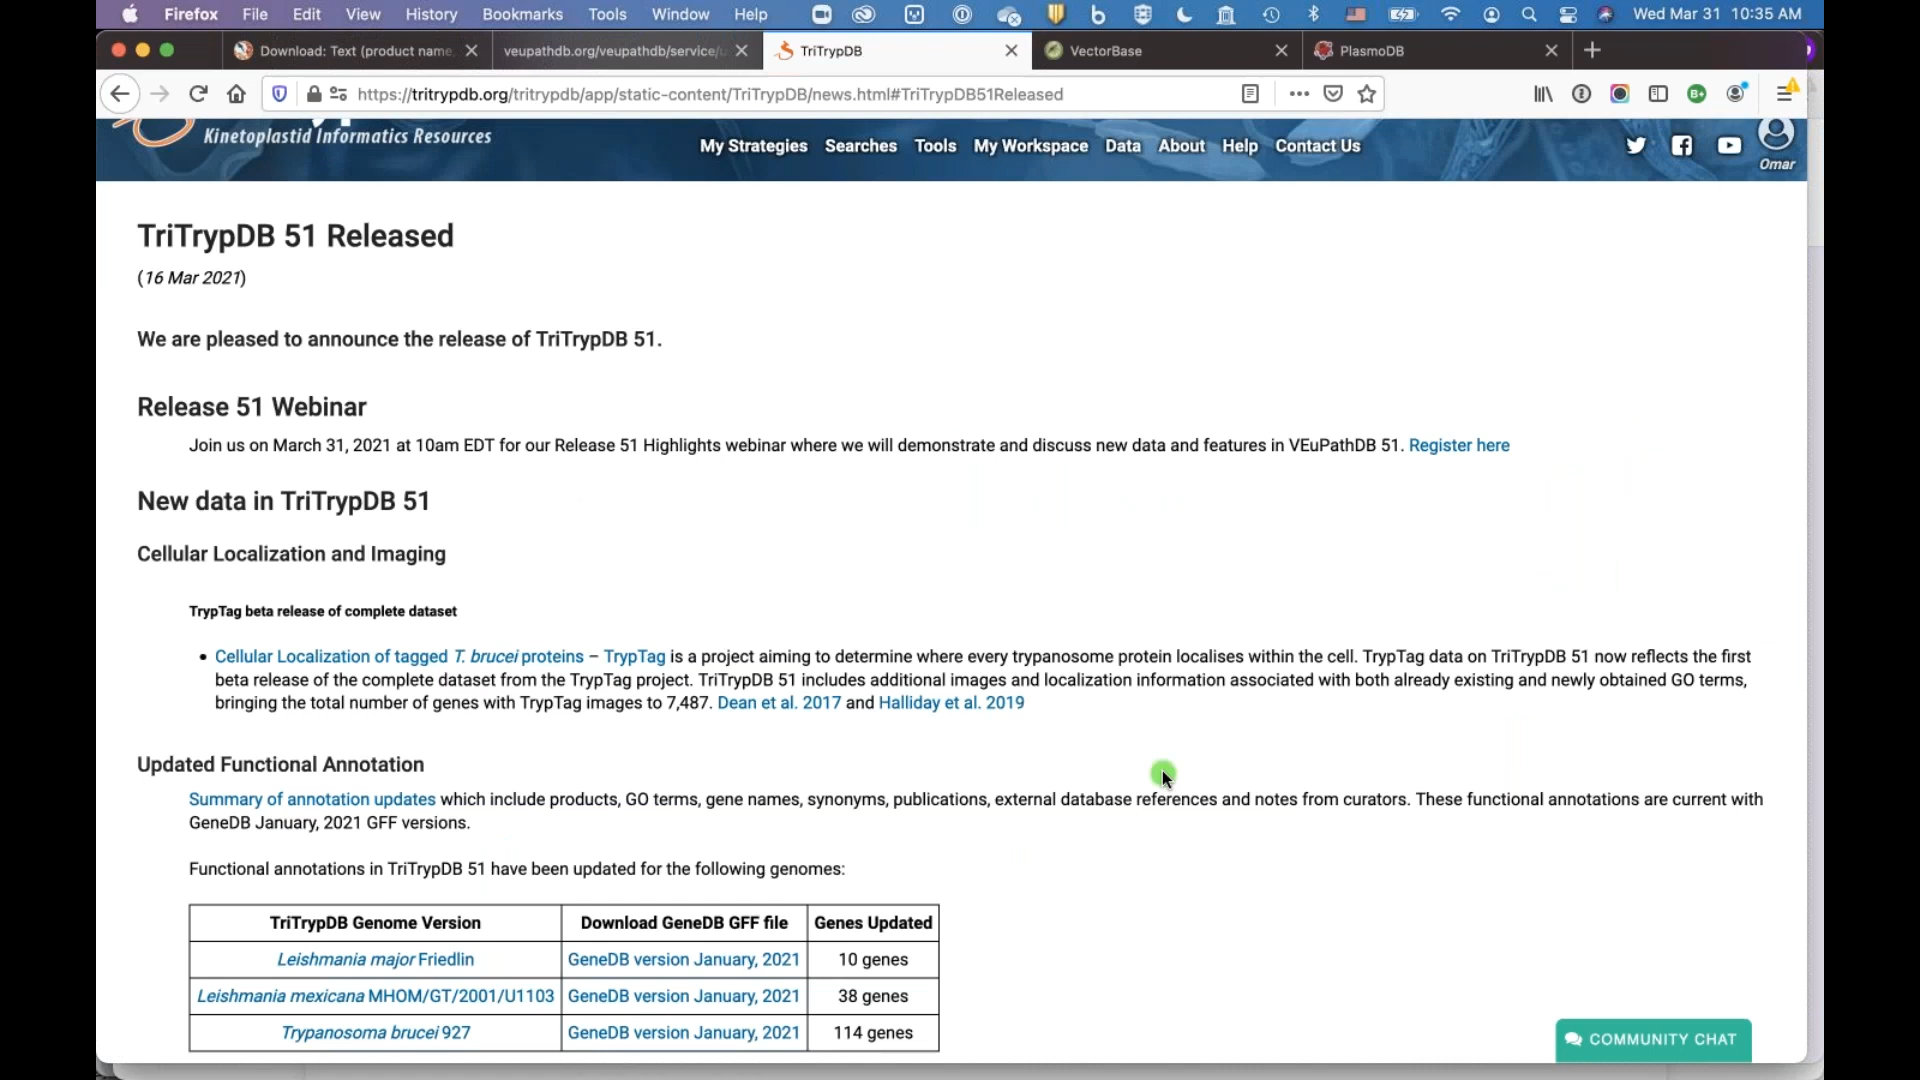 Firefox File Edit View History Bookmarks Tools Window Help Wed Mar 31 10:35 AM
Download: Text (product name, veupathdb.org/veupathdb/service/u TriTrypDB VectorBase PlasmoDB
https://tritrypdb.org/tritrypdb/app/static-content/TriTrypDB/news.html#TriTrypDB51Released
Kinetoplastid Informatics Resources
My Strategies Searches Tools My Workspace Data About Help Contact Us
Omar
TriTrypDB 51 Released
(16 Mar 2021)
We are pleased to announce the release of TriTrypDB 51.
Release 51 Webinar
Join us on March 31, 2021 at 10am EDT for our Release 51 Highlights webinar where we will demonstrate and discuss new data and features in VEuPathDB 51. Register here
New data in TriTrypDB 51
Cellular Localization and Imaging
TrypTag beta release of complete dataset
• Cellular Localization of tagged T. brucei proteins – TrypTag is a project aiming to determine where every trypanosome protein localises within the cell. TrypTag data on TriTrypDB 51 now reflects the first
beta release of the complete dataset from the TrypTag project. TriTrypDB 51 includes additional images and localization information associated with both already existing and newly obtained GO terms,
bringing the total number of genes with TrypTag images to 7,487. Dean et al. 2017 and Halliday et al. 2019
Updated Functional Annotation
Summary of annotation updates which include products, GO terms, gene names, synonyms, publications, external database references and notes from curators. These functional annotations are current with
GeneDB January, 2021 GFF versions.
Functional annotations in TriTrypDB 51 have been updated for the following genomes:
TriTrypDB Genome Version Download GeneDB GFF file Genes Updated
Leishmania major Friedlin GeneDB version January, 2021 10 genes
Leishmania mexicana MHOM/GT/2001/U1103 GeneDB version January, 2021 38 genes
Trypanosoma brucei 927 GeneDB version January, 2021 114 genes
COMMUNITY CHAT